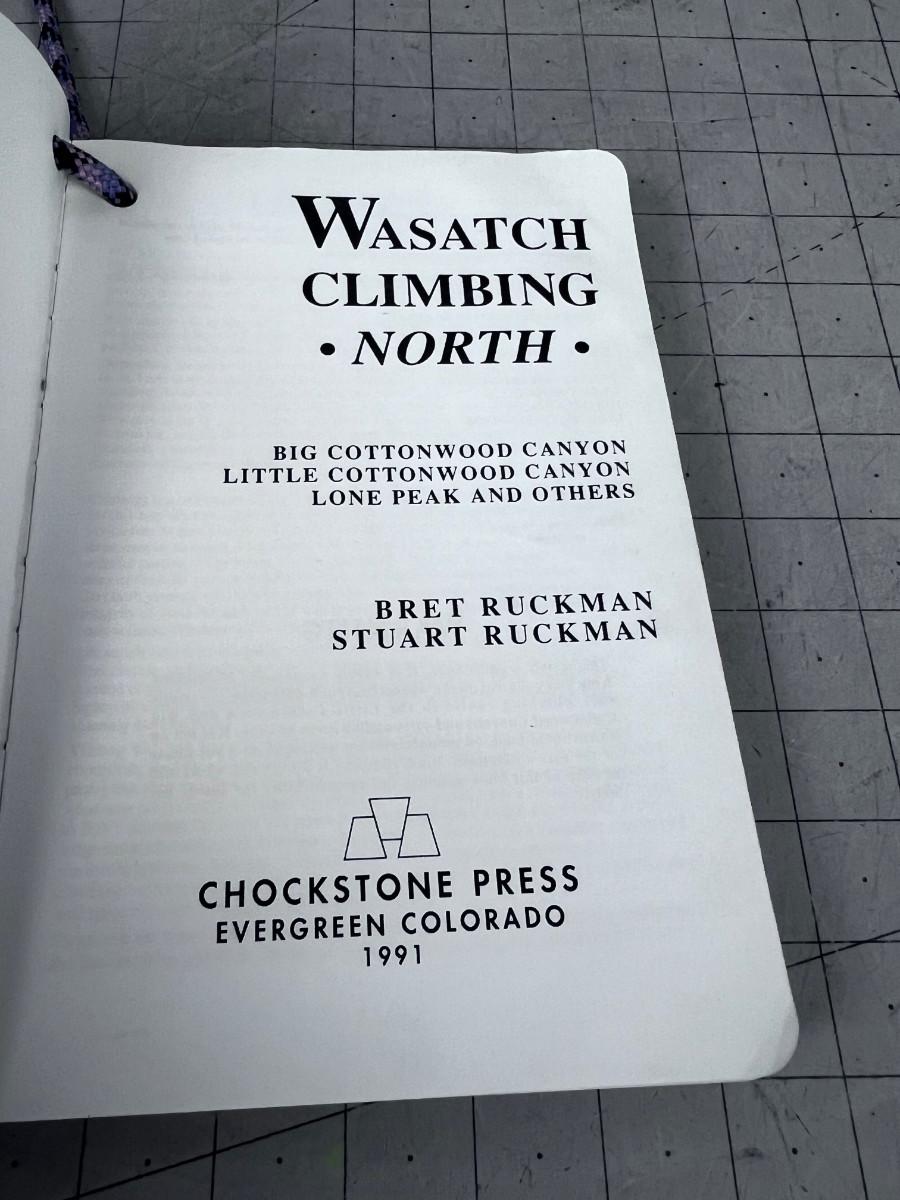 WASATCH
CLIMBING
• NORTH •
BIG COTTONWOOD CANYON
LITTLE COTTONWOOD CANYON
LONE PEAK AND OTHERS
BRET RUCKMAN
STUART RUCKMAN
CHOCKSTONE PRESS
EVERGREEN COLORADO
1991